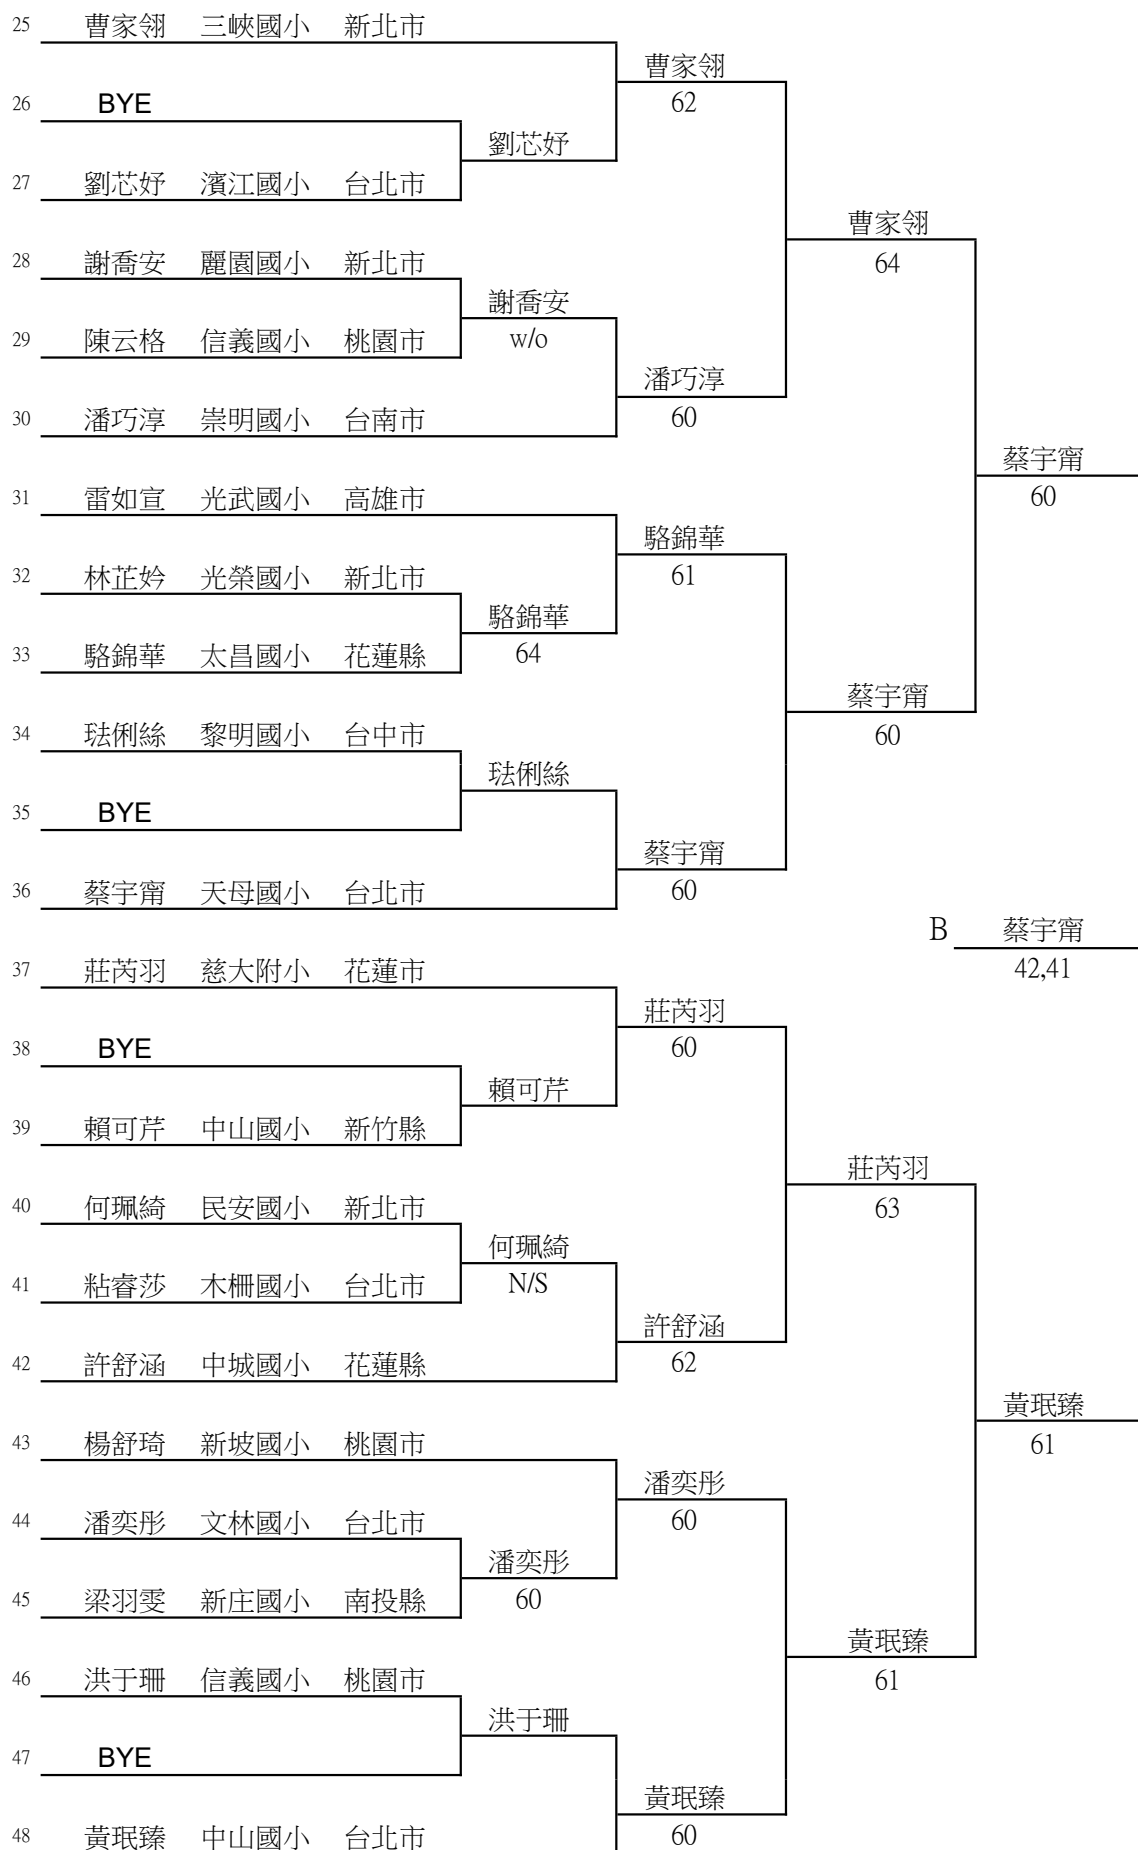 25 曹家翎 三峽國小 新北市
曹家翎
62
26 BYE
劉芯妤
27 劉芯妤 濱江國小 台北市
曹家翎
64
28 謝喬安 麗園國小 新北市
謝喬安
w/o
29 陳云格 信義國小 桃園市
潘巧淳
60
30 潘巧淳 崇明國小 台南市
蔡宇甯
60
31 雷如宣 光武國小 高雄市
駱錦華
61
32 林芷妗 光榮國小 新北市
駱錦華
64
33 駱錦華 太昌國小 花蓮縣
蔡宇甯
60
34 琺俐絲 黎明國小 台中市
琺俐絲
35 BYE
蔡宇甯
60
36 蔡宇甯 天母國小 台北市
B 蔡宇甯
42,41
37 莊芮羽 慈大附小 花蓮市
莊芮羽
60
38 BYE
賴可芹
39 賴可芹 中山國小 新竹縣
莊芮羽
63
40 何珮綺 民安國小 新北市
何珮綺
N/S
41 粘睿莎 木柵國小 台北市
許舒涵
62
42 許舒涵 中城國小 花蓮縣
黃珉臻
61
43 楊舒琦 新坡國小 桃園市
潘奕彤
60
44 潘奕彤 文林國小 台北市
潘奕彤
60
45 梁羽雯 新庄國小 南投縣
黃珉臻
61
46 洪于珊 信義國小 桃園市
洪于珊
47 BYE
黃珉臻
60
48 黃珉臻 中山國小 台北市